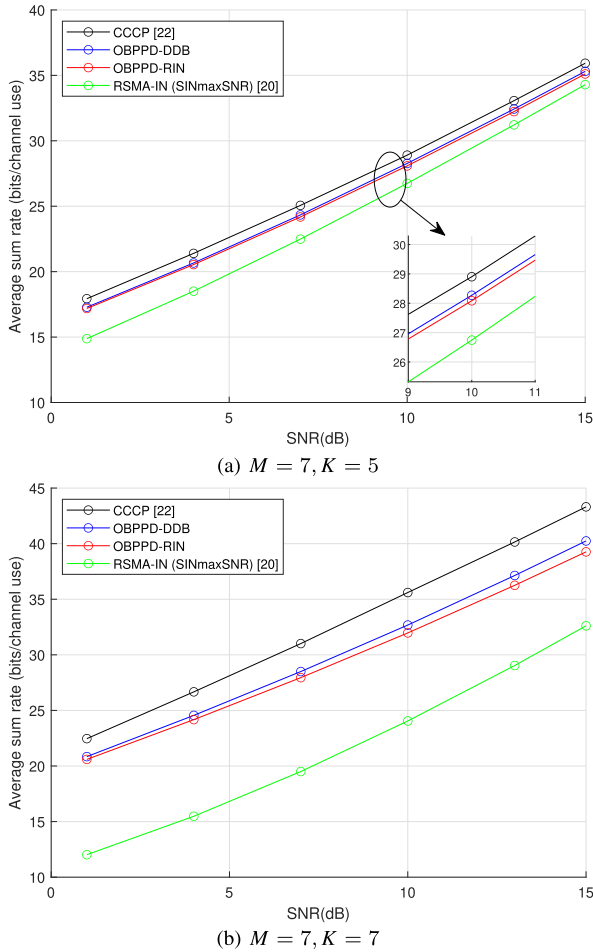 40
35
30
25
20
15
10
Average sum rate (bits/channel use)
CCCP [22]
OBPPD-DDB
OBPPD-RIN
RSMA-IN (SINmaxSNR) [20]
30
29
28
27
26
9 10 11
0 5 10 15
SNR(dB)
(a) M = 7, K = 5
45
40
35
30
25
20
15
10
Average sum rate (bits/channel use)
CCCP [22]
OBPPD-DDB
OBPPD-RIN
RSMA-IN (SINmaxSNR) [20]
0 5 10 15
SNR(dB)
(b) M = 7, K = 7